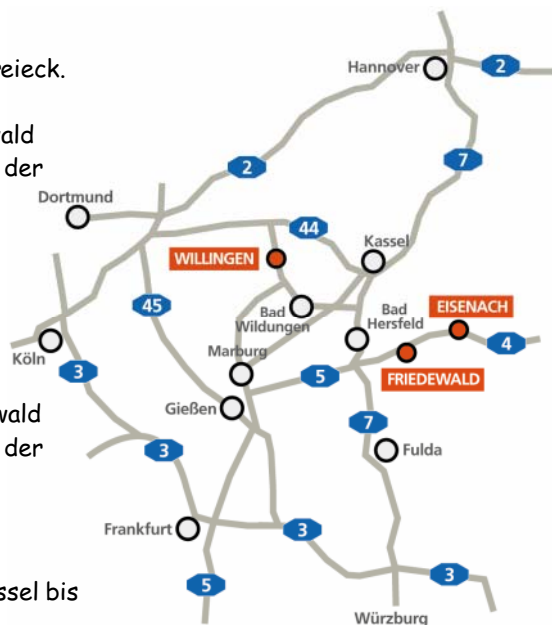 eieck.
ald
der
wald
der
ssel bis
Hannover
2
7
2
Dortmund
44
Kassel
WILLINGEN
45
Bad
Wildungen
Bad
Hersfeld
EISENACH
4
Köln
3
Marburg
5
FRIEDEWALD
Gießen
7
3
Fulda
Frankfurt
3
5
3
Würzburg